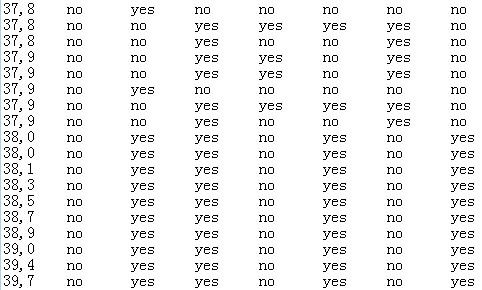 37,8 no yes no no no no no
37,8 no no yes yes yes yes no
37,8 no no yes no no yes no
37,9 no no yes yes no yes no
37,9 no no yes yes no yes no
37,9 no yes no no no no no
37,9 no no yes yes yes yes no
37,9 no no yes no no yes no
38,0 no yes yes no yes no yes
38,0 no yes yes no yes no yes
38,1 no yes yes no yes no yes
38,3 no yes yes no yes no yes
38,5 no yes yes no yes no yes
38,7 no yes yes no yes no yes
38,9 no yes yes no yes no yes
39,0 no yes yes no yes no yes
39,4 no yes yes no yes no yes
39,7 no yes yes no yes no yes